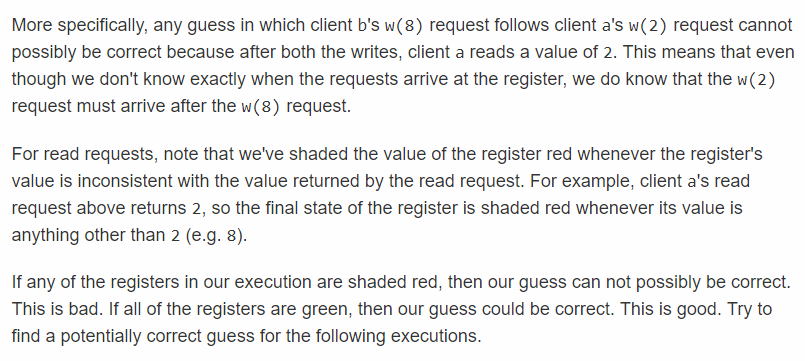 More specifically, any guess in which client b's w(8) request follows client a's w(2) request cannot
possibly be correct because after both the writes, client a reads a value of 2. This means that even
though we don't know exactly when the requests arrive at the register, we do know that the w(2)
request must arrive after the w(8) request.
For read requests, note that we've shaded the value of the register red whenever the register's
value is inconsistent with the value returned by the read request. For example, client a's read
request above returns 2, so the final state of the register is shaded red whenever its value is
anything other than 2 (e.g. 8).
If any of the registers in our execution are shaded red, then our guess can not possibly be correct.
This is bad. If all of the registers are green, then our guess could be correct. This is good. Try to
find a potentially correct guess for the following executions.